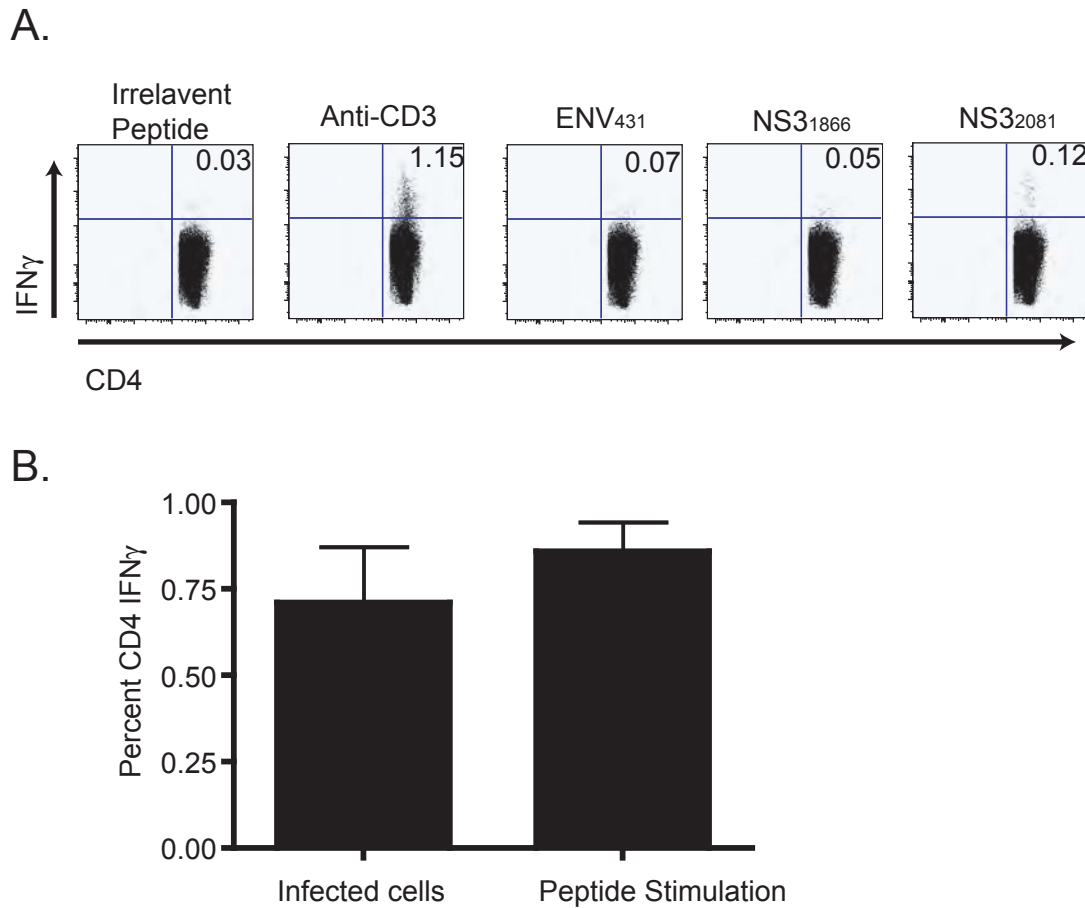 A.
Irrelavent
Peptide
Anti-CD3
ENV431
NS31866
NS32081
0.03
1.15
0.07
0.05
0.12
IFNγ
CD4
B.
Percent CD4 IFNγ
1.00
0.75
0.50
0.25
0.00
Infected cells
Peptide Stimulation